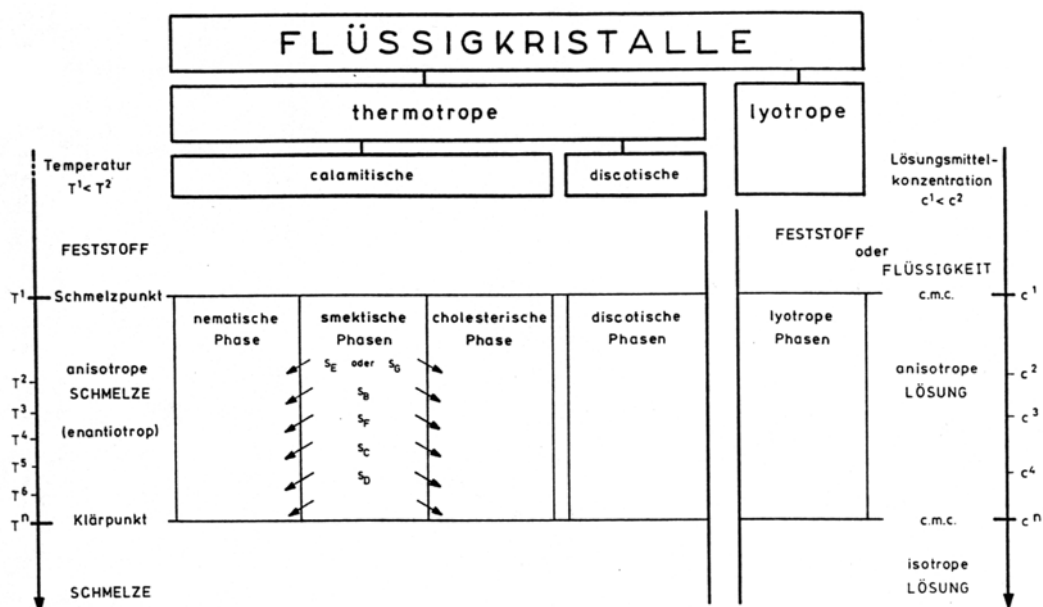 FLÜSSIGKRISTALLE
thermotrope
lyotrope
calamitische
discotische
Temperatur
T¹ < T²
Lösungsmittel-
konzentration
c¹ < c²
FESTSTOFF
FESTSTOFF
oder
FLÜSSIGKEIT
T¹
Schmelzpunkt
c.m.c.
c¹
nematische
Phase
smektische
Phasen
cholesterische
Phase
discotische
Phasen
lyotrope
Phasen
S_E oder S_G
S_B
S_F
S_C
S_D
anisotrope
SCHMELZE
(enantiotrop)
T²
T³
T⁴
T⁵
T⁶
anisotrope
LÖSUNG
c²
c³
c⁴
Tⁿ
Klärpunkt
c.m.c.
cⁿ
SCHMELZE
isotrope
LÖSUNG